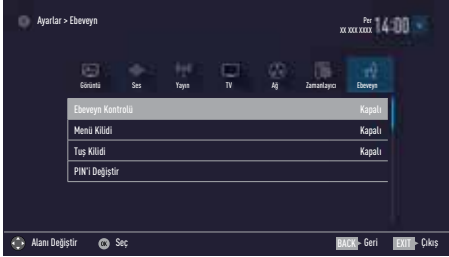 Ayarlar > Ebeveyn
Per
xx xxx xxxx 14:00
Görüntü Ses Yayın TV Ağ Zamanlayıcı Ebeveyn
Ebeveyn Kontrolü Kapalı
Menü Kilidi Kapalı
Tuş Kilidi Kapalı
PIN'i Değiştir
Alanı Değiştir OK Seç BACK Geri EXIT Çıkış